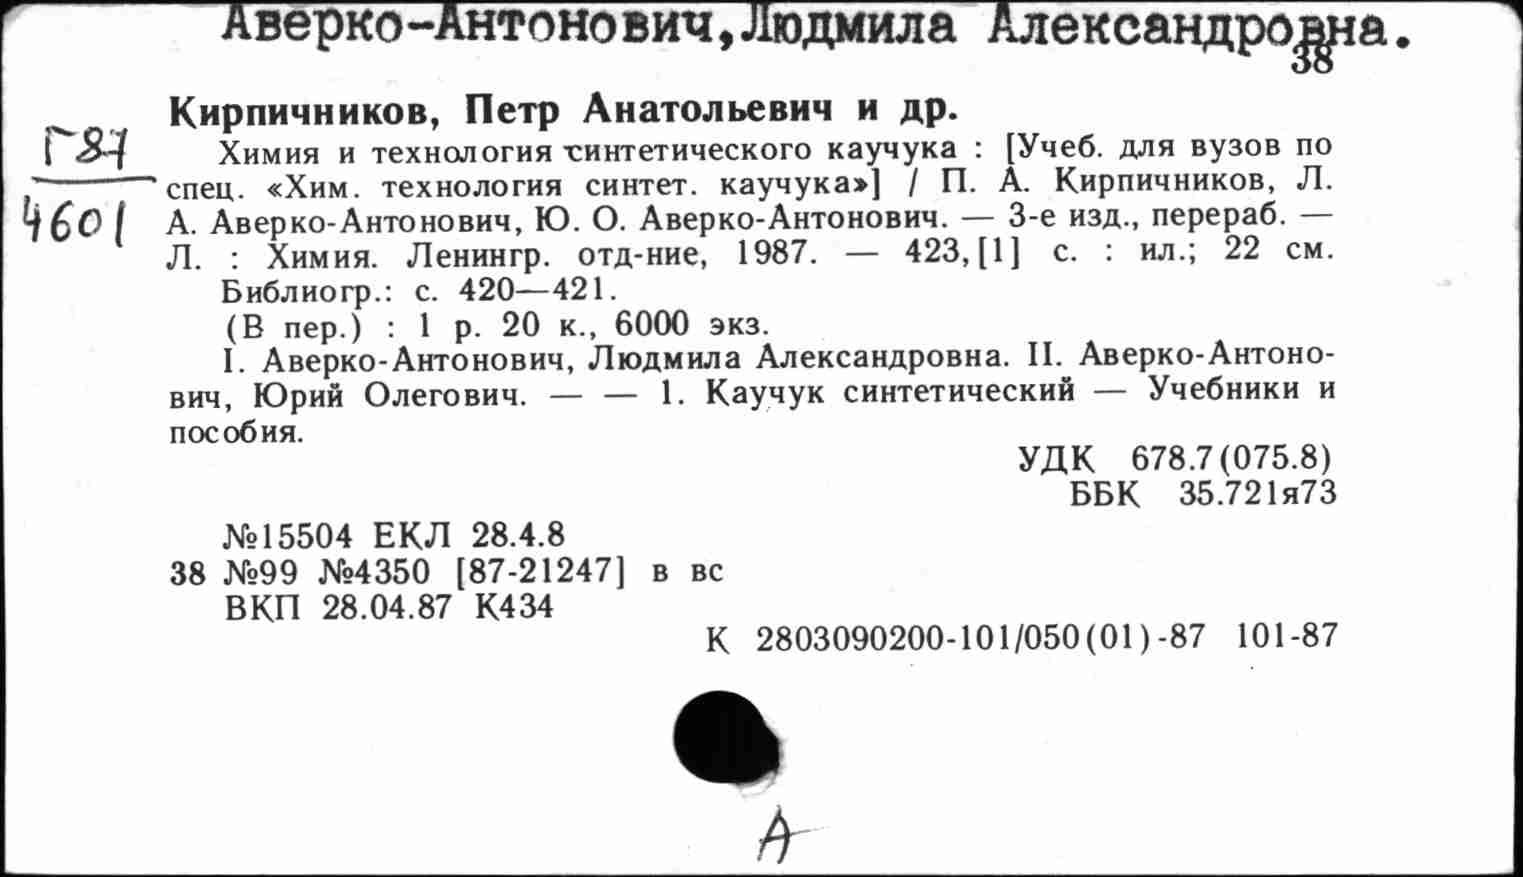 Аверко-Антонович, Людмила Александровна.
38
Кирпичников, Петр Анатольевич и др.
Г 87
4601
Химия и технология синтетического каучука : [Учеб. для вузов по
спец. «Хим. технология синтет. каучука»] / П. А. Кирпичников, Л.
А. Аверко-Антонович, Ю. О. Аверко-Антонович. — 3-е изд., перераб. —
Л. : Химия. Ленингр. отд-ние, 1987. — 423,[1] с. : ил.; 22 см.
Библиогр.: с. 420—421.
(В пер.) : 1 р. 20 к., 6000 экз.
I. Аверко-Антонович, Людмила Александровна. II. Аверко-Антоно-
вич, Юрий Олегович. — — 1. Каучук синтетический — Учебники и
пособия.
УДК 678.7(075.8)
ББК 35.721я73
№15504 ЕКЛ 28.4.8
38 №99 №4350 [87-21247] в вс
ВКП 28.04.87 К434
К 2803090200-101/050(01)-87 101-87
А